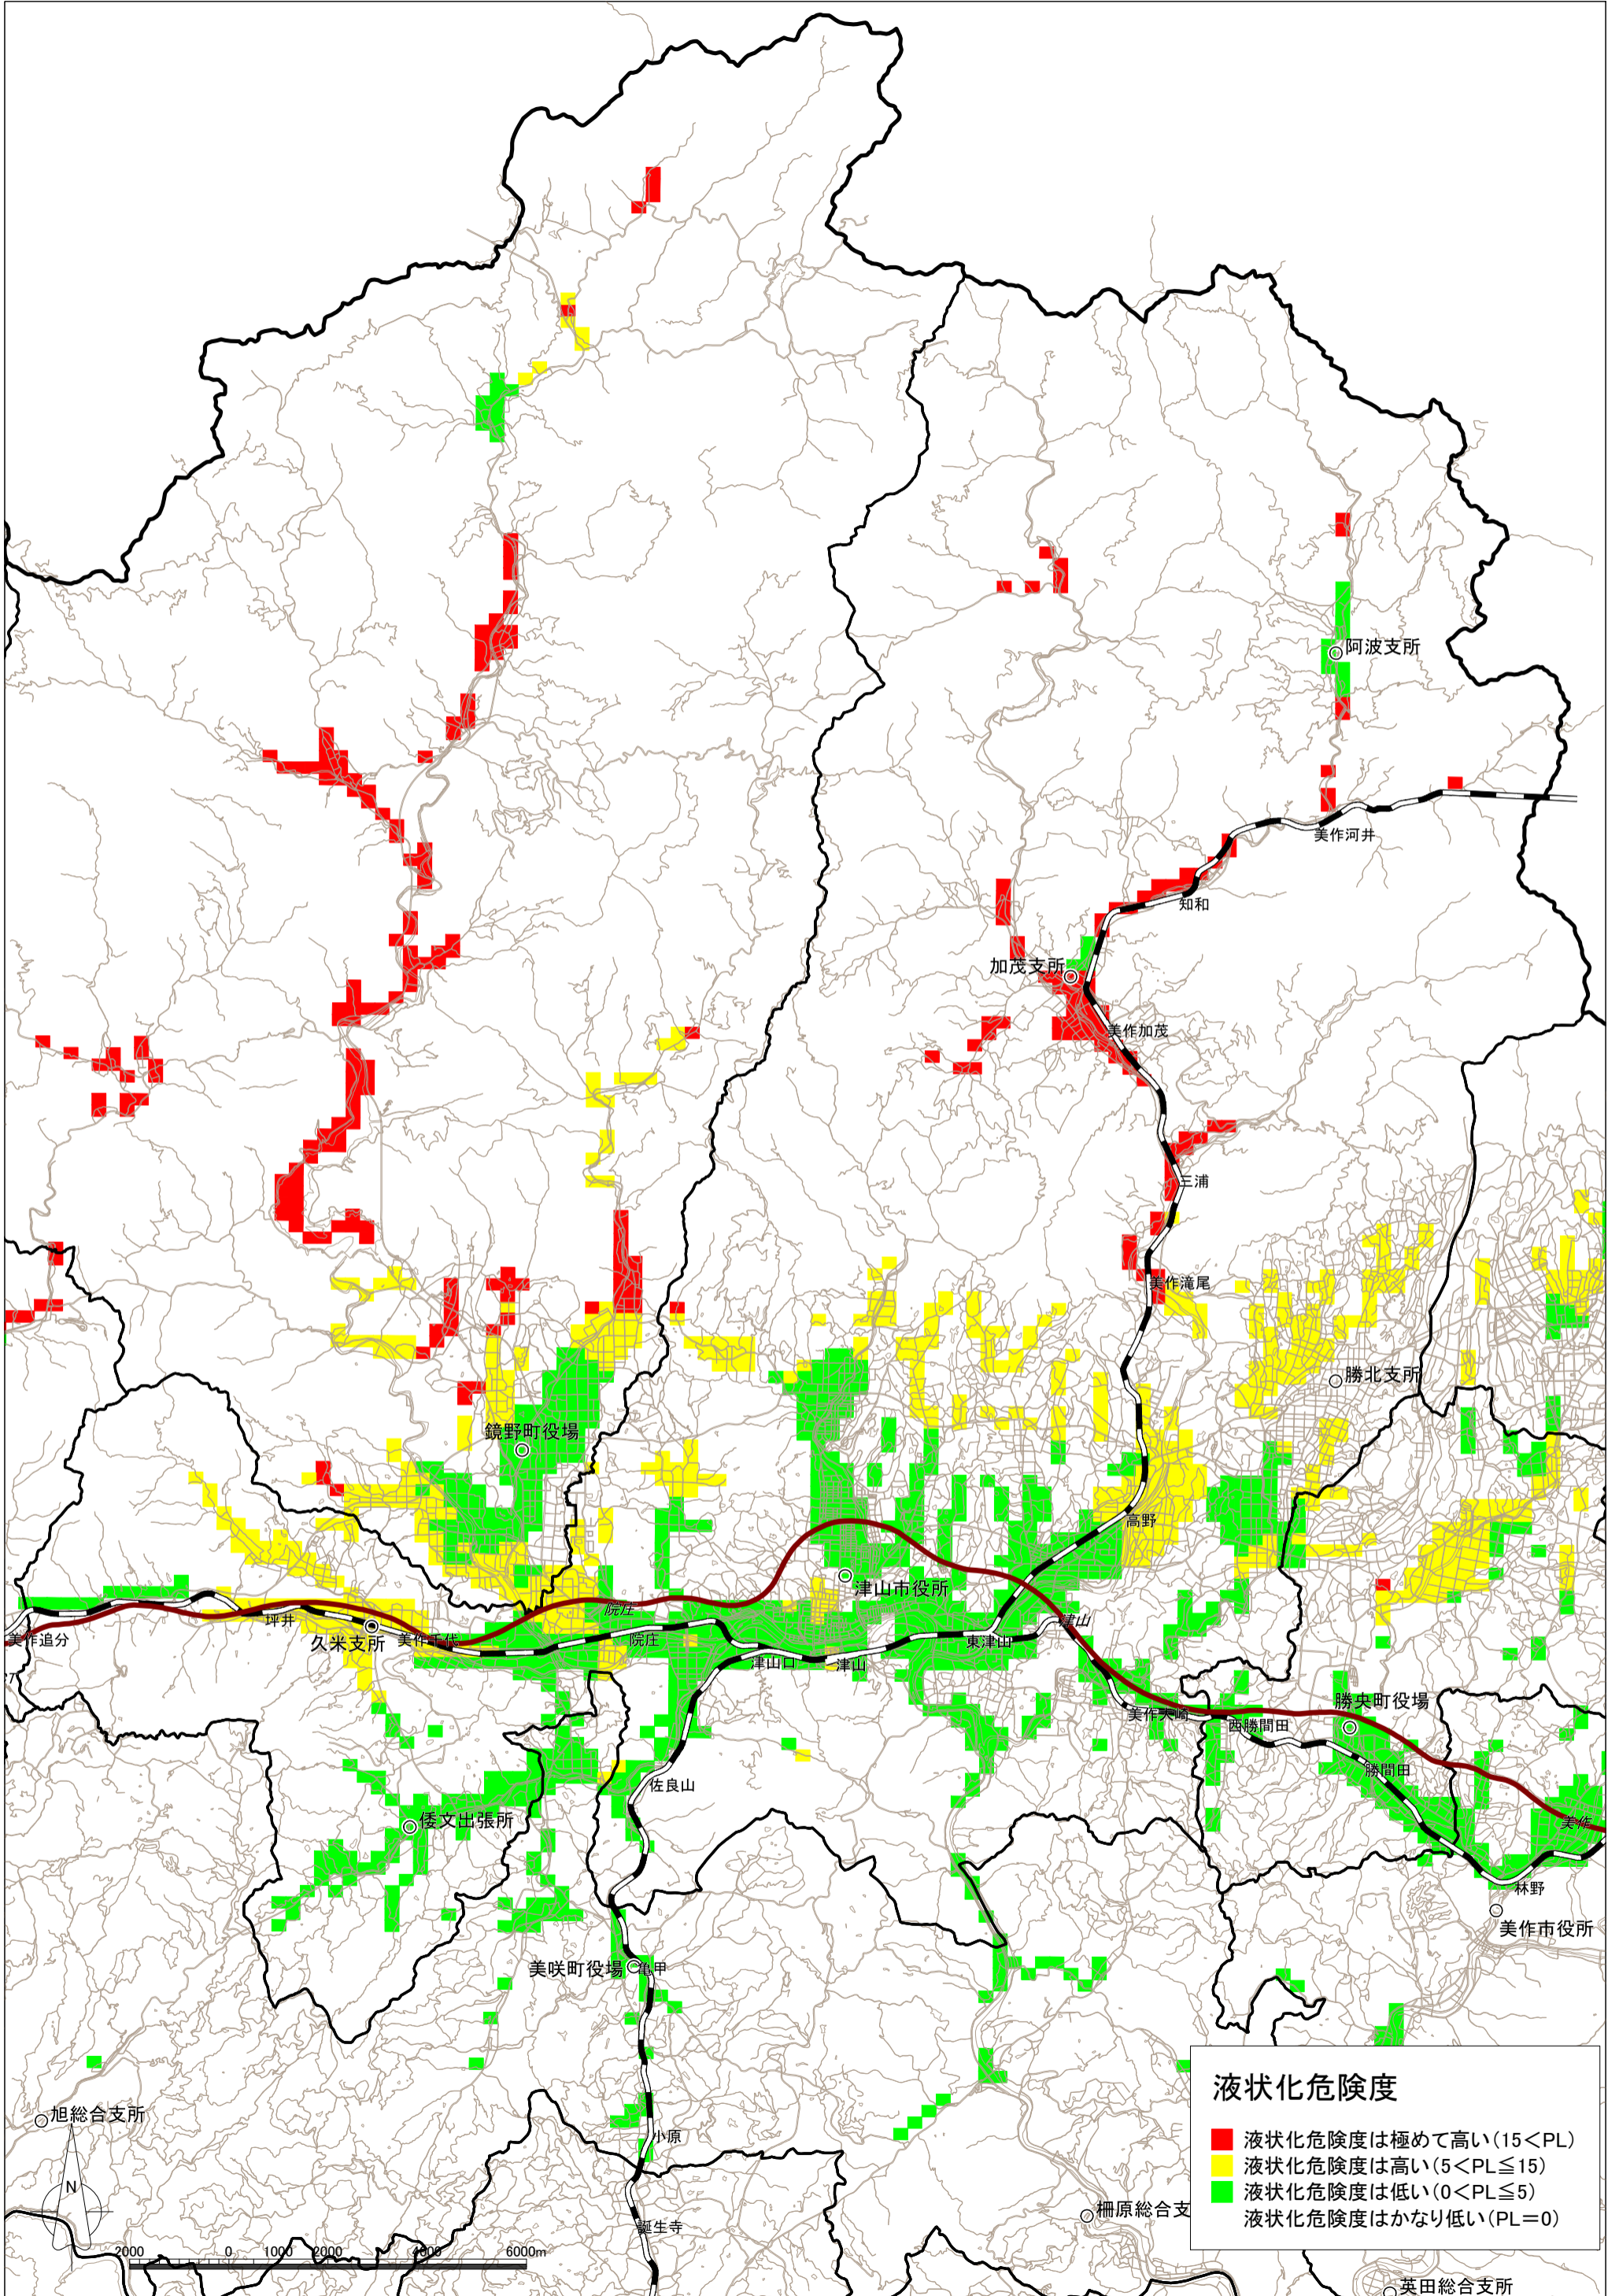 阿波支所
美作河井
知和
加茂支所
美作加茂
三浦
美作滝尾
勝北支所
鏡野町役場
高野
津山市役所
院庄
坪井
久米支所
美作追分
美作千代
院庄
津山口
津山
東津山
津山
美作大崎
西勝間田
勝央町役場
勝間田
佐良山
倭文出張所
美作
林野
美作市役所
美咲町役場
亀甲
小原
旭総合支所
誕生寺
柵原総合支
英田総合支所
N
2000 0 1000 2000 4000 6000m
液状化危険度
液状化危険度は極めて高い(15<PL)
液状化危険度は高い(5<PL≦15)
液状化危険度は低い(0<PL≦5)
液状化危険度はかなり低い(PL=0)